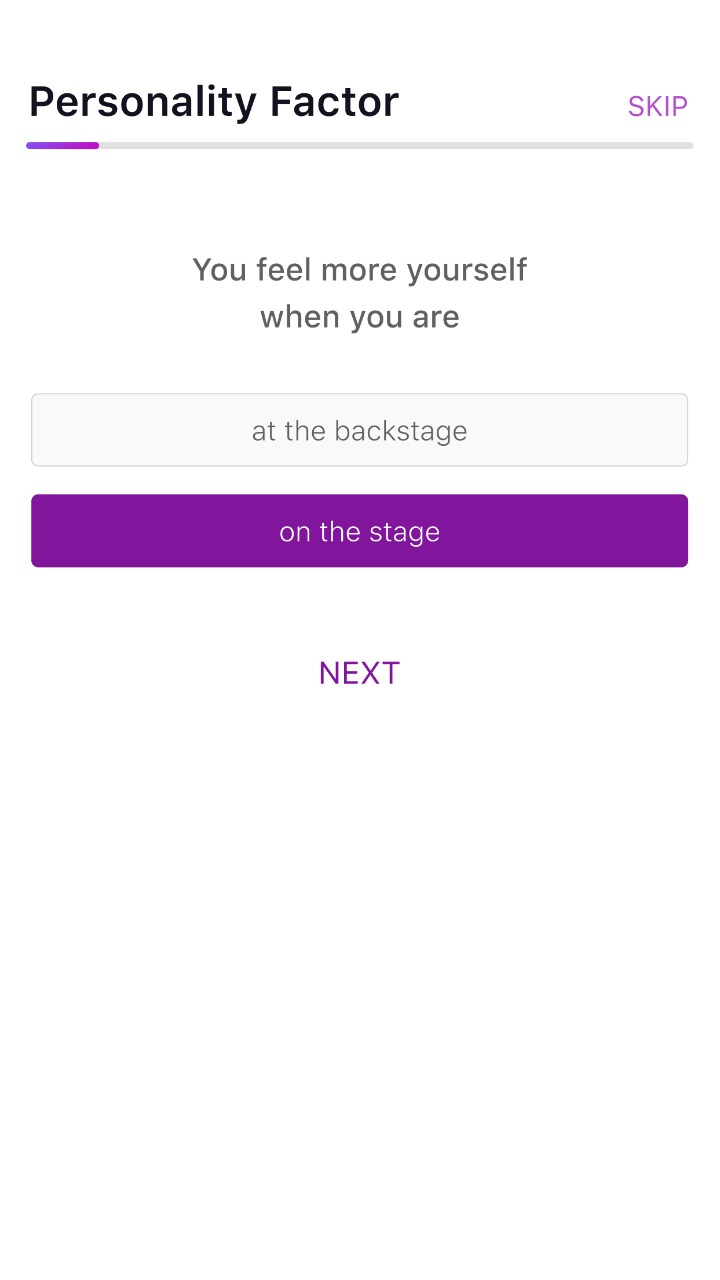 Personality Factor
SKIP
You feel more yourself
when you are
at the backstage
on the stage
NEXT